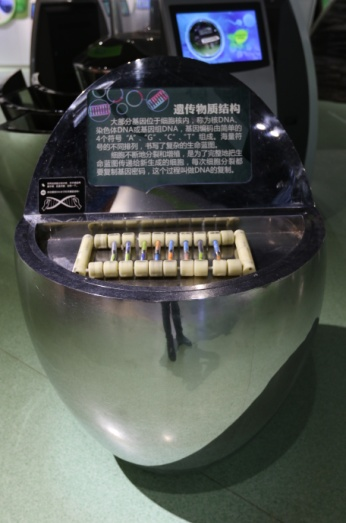 遗传物质结构
大部分基因位于细胞核内，称为核DNA。
染色体DNA或基因组DNA，基因编码由简单的
4个符号“A”、“G”、“C”、“T”组成。海量符
号的不同排列，书写了复杂的生命蓝图。
细胞不断地分裂和增殖，是为了完整地把生
命蓝图传递给新生成的细胞，每次细胞分裂都
要复制基因密码，这个过程叫做DNA的复制。